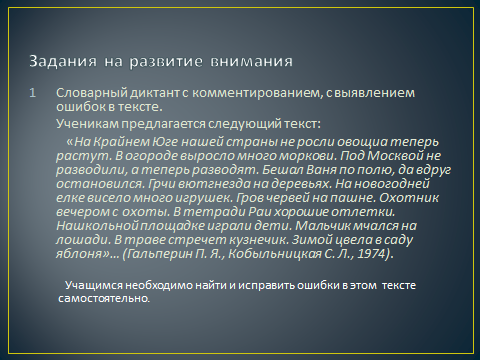 Задания на развитие внимания
1 Словарный диктант с комментированием, с выявлением
ошибок в тексте.
Ученикам предлагается следующий текст:
«На Крайнем Юге нашей страны не росли овощиа теперь
растут. В огороде выросло много моркови. Под Москвой не
разводили, а теперь разводят. Бешал Ваня по полю, да вдруг
остановился. Грчи вютгнезда на деревьях. На новогодней
елке висело много игрушек. Гров червей на пашне. Охотник
вечером с охоты. В тетради Раи хорошие отлетки.
Нашкольной площадке играли дети. Мальчик мчался на
лошади. В траве стречет кузнечик. Зимой цвела в саду
яблоня»... (Гальперин П. Я., Кобыльницкая С. Л., 1974).
Учащимся необходимо найти и исправить ошибки в этом тексте
самостоятельно.